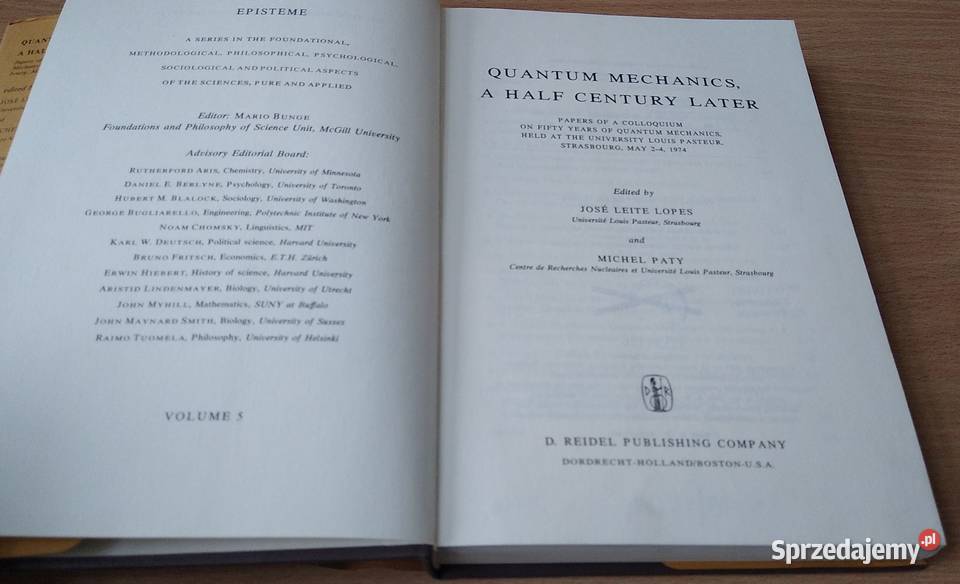 QUAN
A HALF
EPISTEME
A SERIES IN THE FOUNDATIONAL,
METHODOLOGICAL, PHILOSOPHICAL, PSYCHOLOGICAL,
SOCIOLOGICAL AND POLITICAL ASPECTS
OF THE SCIENCES, PURE AND APPLIED
Editor: MARIO BUNGE
Foundations and Philosophy of Science Unit, McGill University
Advisory Editorial Board:
RUTHERFORD ARIS, Chemistry, University of Minnesota
DANIEL E. BERLYNE, Psychology, University of Toronto
HUBERT M. BLALOCK, Sociology, University of Washington
GEORGE BUGLIARELLO, Engineering, Polytechnic Institute of New York
NOAM CHOMSKY, Linguistics, MIT
KARL W. DEUTSCH, Political science, Harvard University
BRUNO FRITSCH, Economics, E.T.H. Zürich
ERWIN HIEBERT, History of science, Harvard University
ARISTID LINDENMAYER, Biology, University of Utrecht
JOHN MYHILL, Mathematics, SUNY at Buffalo
JOHN MAYNARD SMITH, Biology, University of Sussex
RAIMO TUOMELA, Philosophy, University of Helsinki
VOLUME 5
QUANTUM MECHANICS,
A HALF CENTURY LATER
PAPERS OF A COLLOQUIUM
ON FIFTY YEARS OF QUANTUM MECHANICS,
HELD AT THE UNIVERSITY LOUIS PASTEUR,
STRASBOURG, MAY 2–4, 1974
Edited by
JOSÉ LEITE LOPES
Université Louis Pasteur, Strasbourg
and
MICHEL PATY
Centre de Recherches Nucleaires et Université Louis Pasteur, Strasbourg
D R
D. REIDEL PUBLISHING COMPANY
DORDRECHT-HOLLAND/BOSTON-U.S.A.
Sprzedajemy.pl